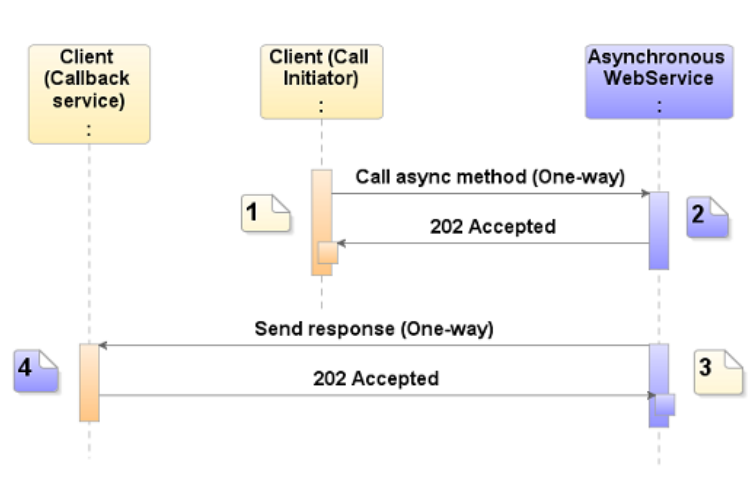 Client
(Callback
service)
:
Client (Call
Initiator)
:
Asynchronous
WebService
:
Call async method (One-way)
1
2
202 Accepted
Send response (One-way)
4
3
202 Accepted